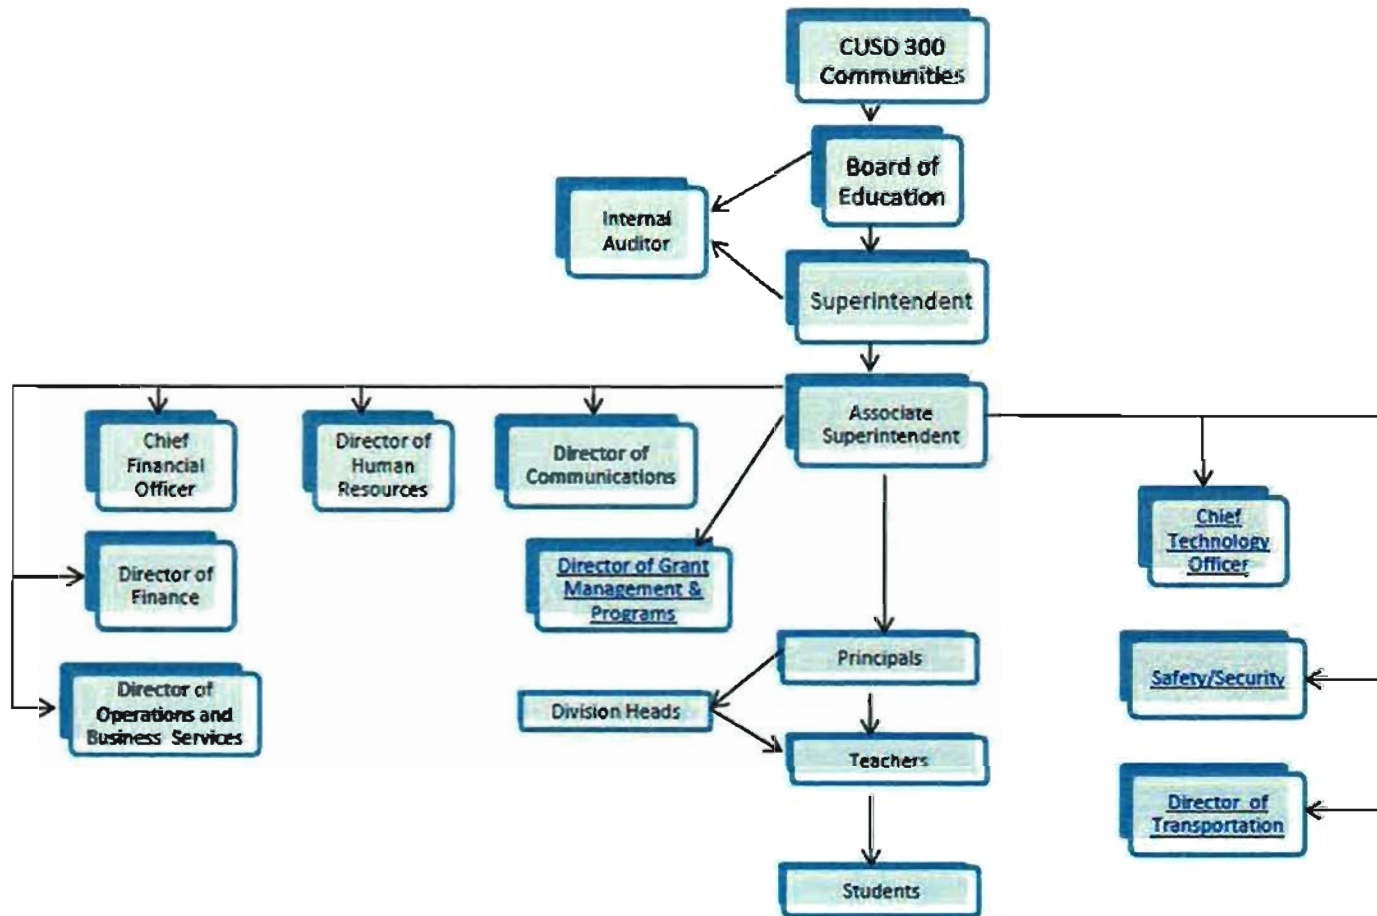 CUSD 300
Communities
Board of
Education
Internal
Auditor
Superintendent
Associate
Superintendent
Chief
Financial
Officer
Director of
Human
Resources
Director of
Communications
Chief
Technology
Officer
Director of
Finance
Director of Grant
Management &
Programs
Principals
Safety/Security
Director of
Operations and
Business Services
Division Heads
Teachers
Director of
Transportation
Students